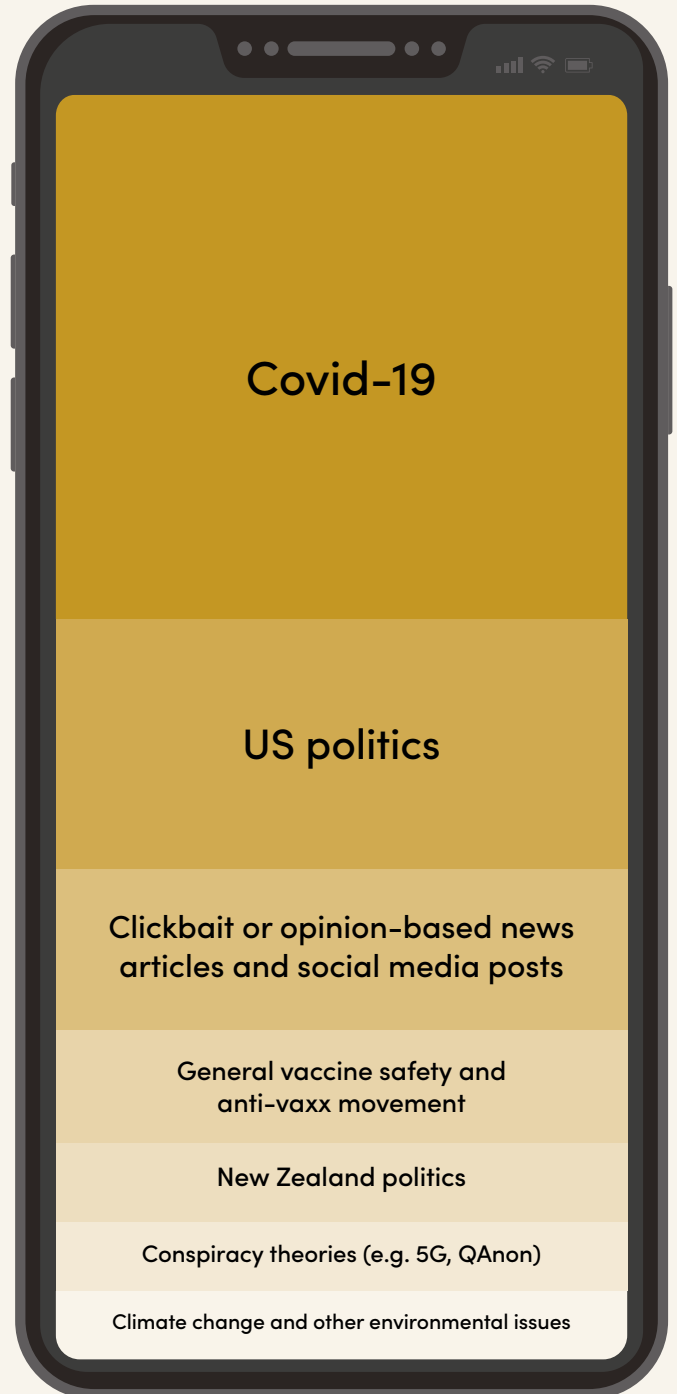 Covid-19
US politics
Clickbait or opinion-based news
articles and social media posts
General vaccine safety and
anti-vaxx movement
New Zealand politics
Conspiracy theories (e.g. 5G, QAnon)
Climate change and other environmental issues